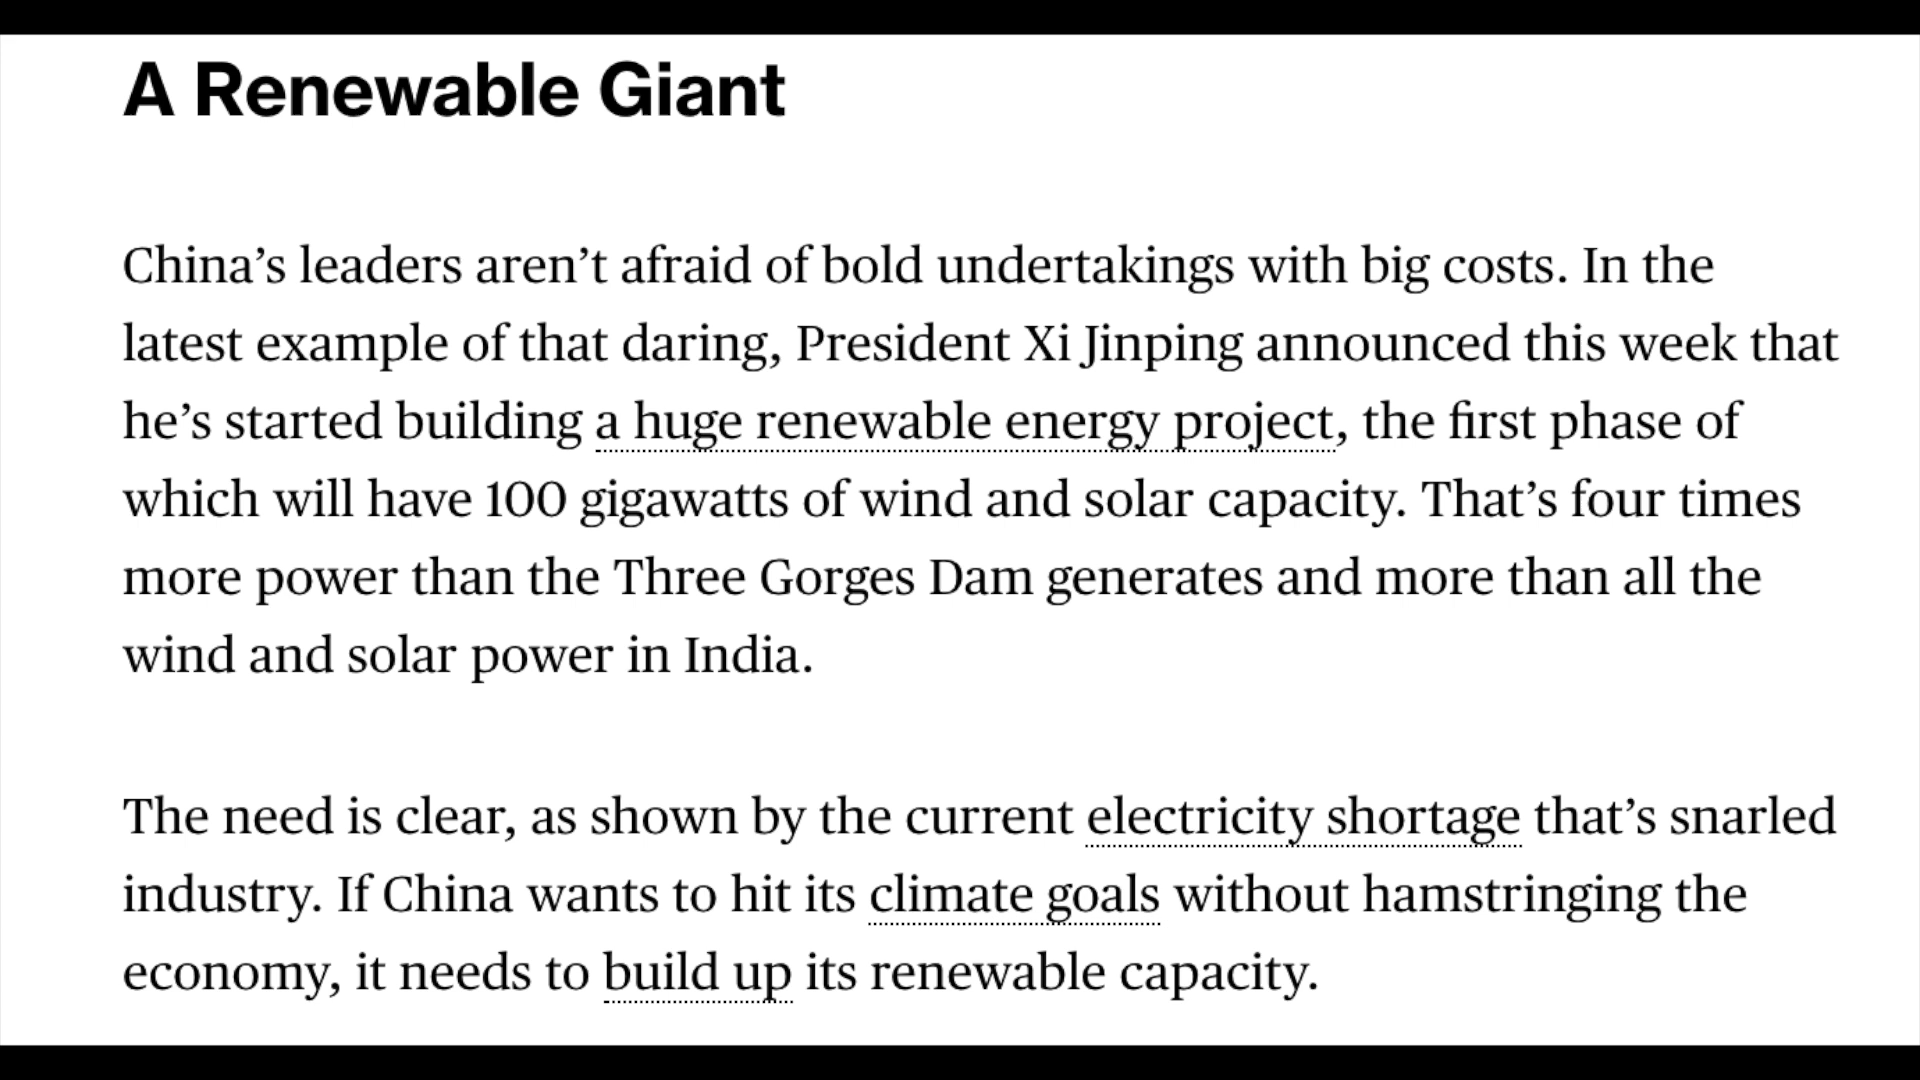 A Renewable Giant
China’s leaders aren’t afraid of bold undertakings with big costs. In the
latest example of that daring, President Xi Jinping announced this week that
he’s started building a huge renewable energy project, the first phase of
which will have 100 gigawatts of wind and solar capacity. That’s four times
more power than the Three Gorges Dam generates and more than all the
wind and solar power in India.
The need is clear, as shown by the current electricity shortage that’s snarled
industry. If China wants to hit its climate goals without hamstringing the
economy, it needs to build up its renewable capacity.